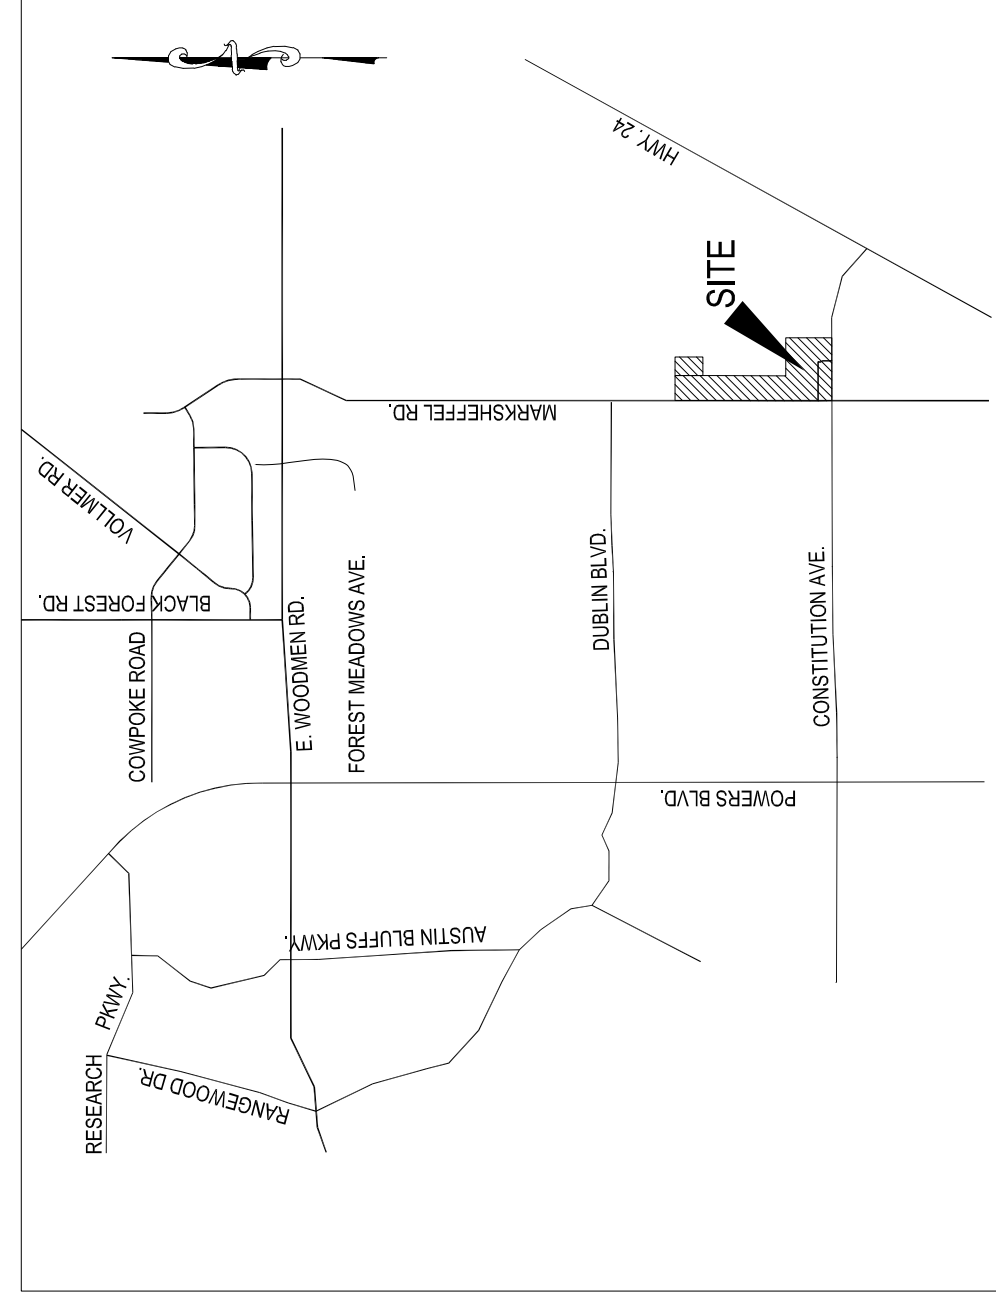 N
HWY. 24
SITE
MARKSHEFFEL RD.
VOLLMER RD.
BLACK FOREST RD.
COWPOKE ROAD
E. WOODMEN RD.
FOREST MEADOWS AVE.
DUBLIN BLVD.
CONSTITUTION AVE.
POWERS BLVD.
AUSTIN BLUFFS PKWY.
RESEARCH
PKWY.
RANGEWOOD DR.